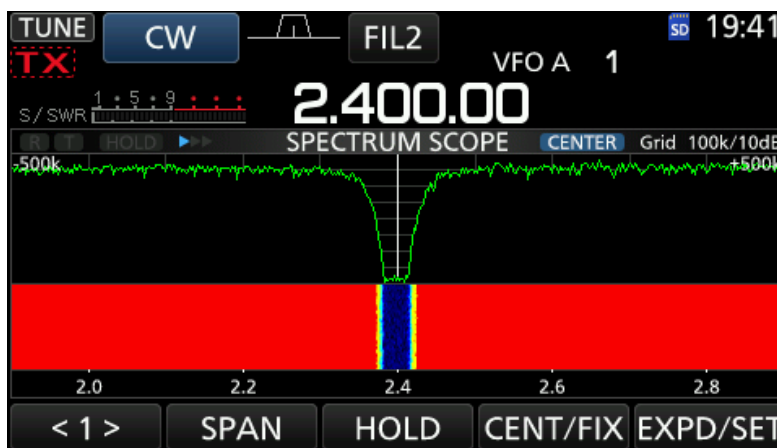 TUNE CW FIL2 SD 19:41
TX VFO A 1
2.400.00
S/SWR 1 5 9
R T HOLD SPECTRUM SCOPE CENTER Grid 100k/10dB
-500k +500k
2.0 2.2 2.4 2.6 2.8
< 1 > SPAN HOLD CENT/FIX EXPD/SET